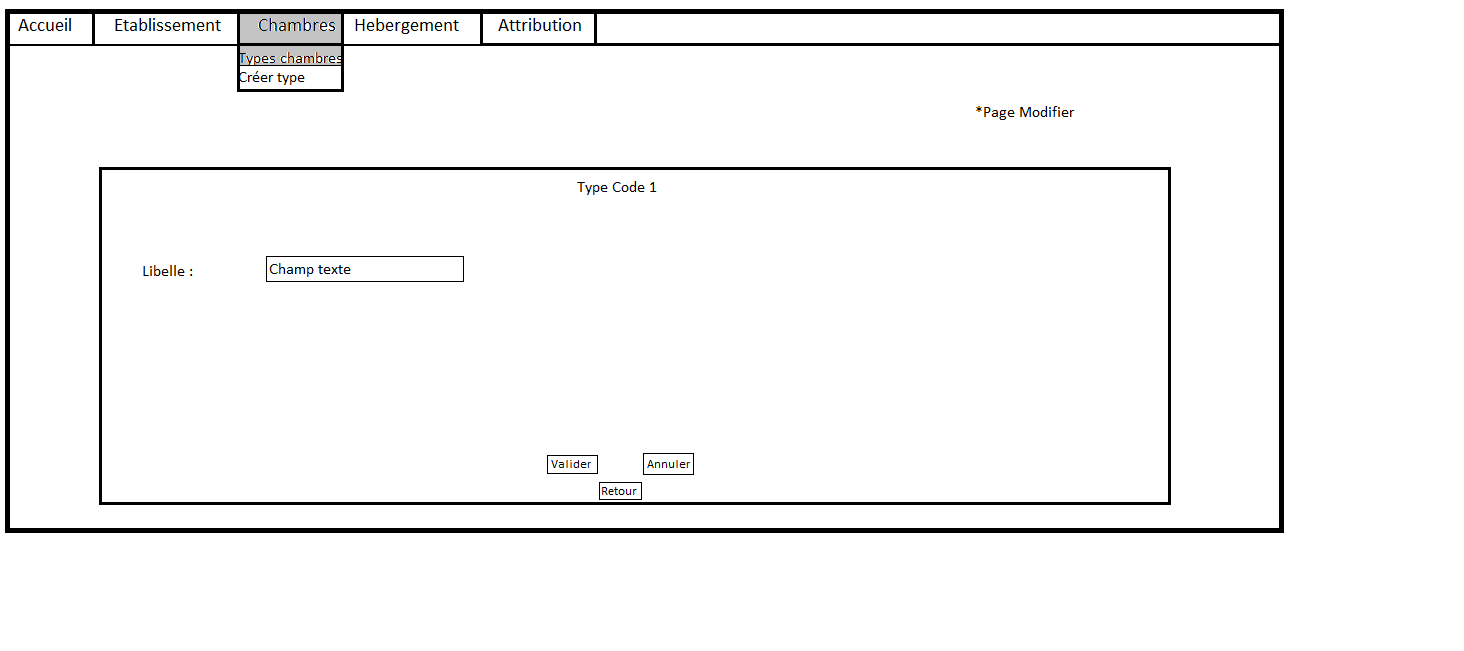 Accueil Etablissement Chambres Hebergement Attribution
Types chambres
Créer type
*Page Modifier
Type Code 1
Libelle : Champ texte
Valider Annuler
Retour